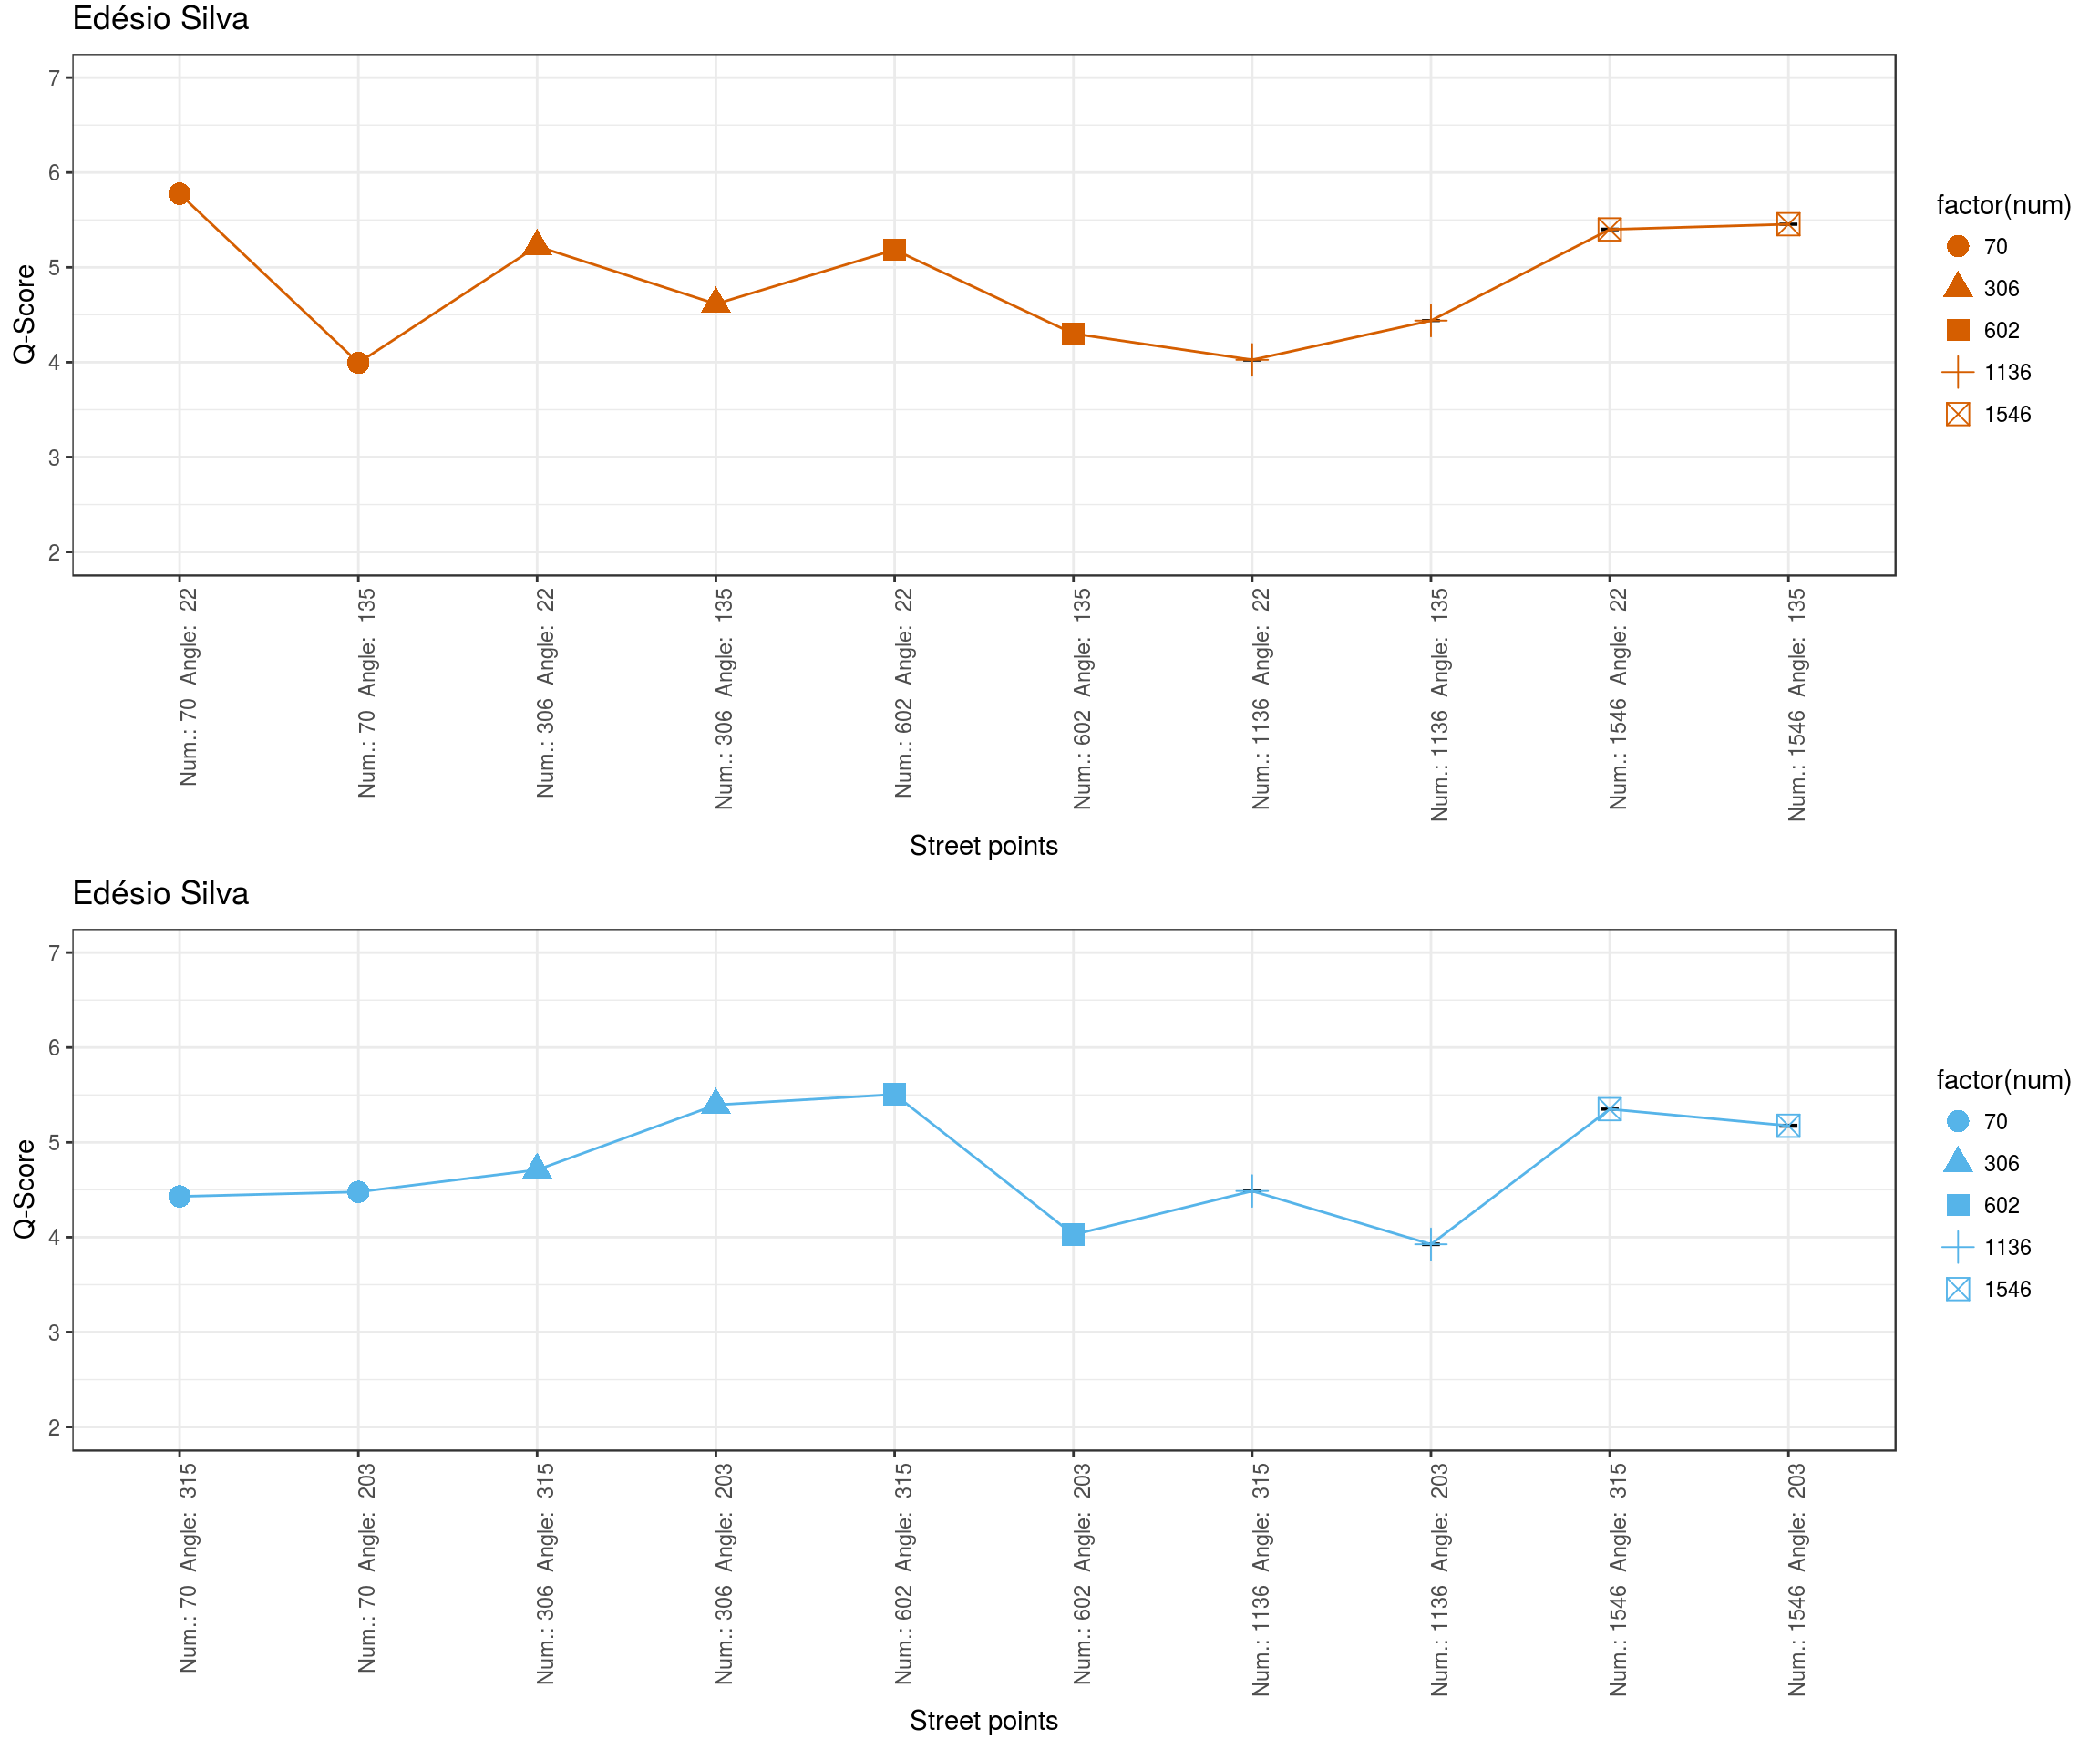 Edésio Silva
7
6
5
4
3
2
Q-Score
Num.: 70 Angle: 22
Num.: 70 Angle: 135
Num.: 306 Angle: 22
Num.: 306 Angle: 135
Num.: 602 Angle: 22
Num.: 602 Angle: 135
Num.: 1136 Angle: 22
Num.: 1136 Angle: 135
Num.: 1546 Angle: 22
Num.: 1546 Angle: 135
Street points
factor(num)
70
306
602
1136
1546
Edésio Silva
7
6
5
4
3
2
Q-Score
Num.: 70 Angle: 315
Num.: 70 Angle: 203
Num.: 306 Angle: 315
Num.: 306 Angle: 203
Num.: 602 Angle: 315
Num.: 602 Angle: 203
Num.: 1136 Angle: 315
Num.: 1136 Angle: 203
Num.: 1546 Angle: 315
Num.: 1546 Angle: 203
Street points
factor(num)
70
306
602
1136
1546